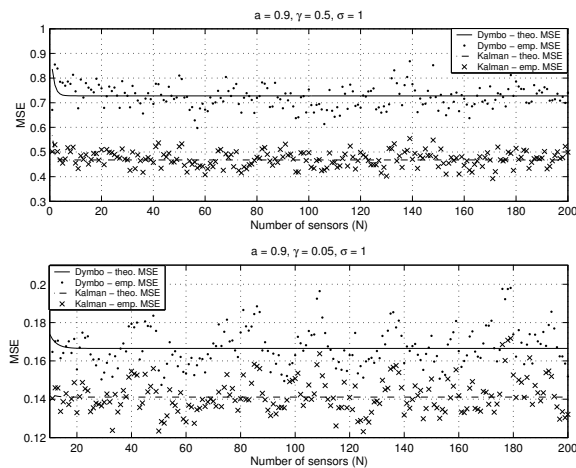 a = 0.9, γ = 0.5, σ = 1
Dymbo − theo. MSE
Dymbo − emp. MSE
Kalman − theo. MSE
Kalman − emp. MSE
1
0.9
0.8
0.7
0.6
0.5
0.4
0.3
MSE
0 20 40 60 80 100 120 140 160 180 200
Number of sensors (N)
a = 0.9, γ = 0.05, σ = 1
Dymbo − theo. MSE
Dymbo − emp. MSE
Kalman − theo. MSE
Kalman − emp. MSE
0.2
0.18
0.16
0.14
0.12
MSE
20 40 60 80 100 120 140 160 180 200
Number of sensors (N)